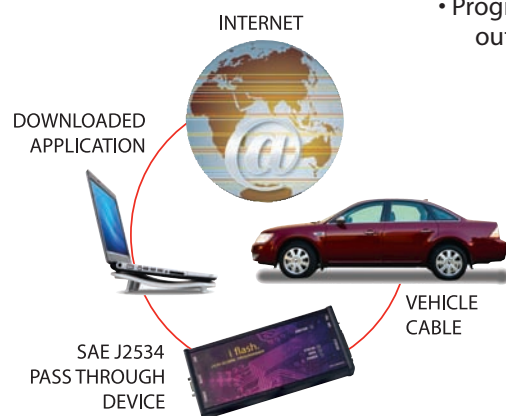 INTERNET
• Progr
out
DOWNLOADED
APPLICATION
@
VEHICLE
CABLE
SAE J2534
PASS THROUGH
DEVICE
i flash.